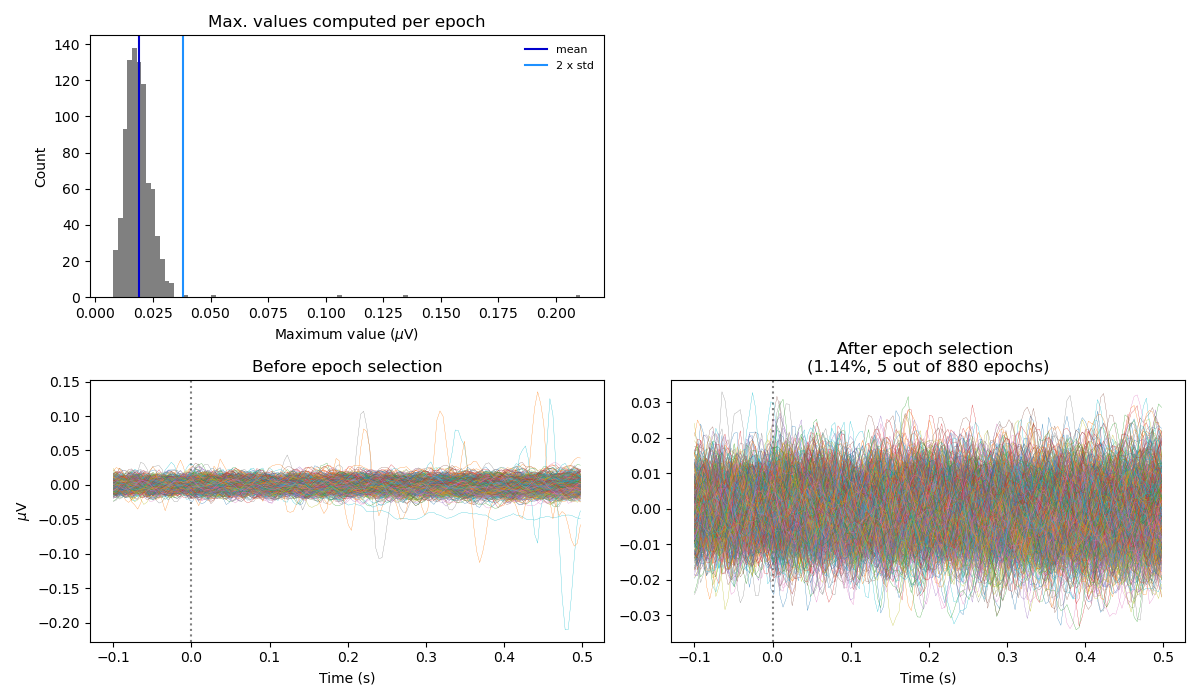 Max. values computed per epoch
140
120
100
80
60
40
20
0
Count
mean
2 x std
0.000 0.025 0.050 0.075 0.100 0.125 0.150 0.175 0.200
Maximum value (μV)
Before epoch selection
0.15
0.10
0.05
0.00
−0.05
−0.10
−0.15
−0.20
μV
−0.1 0.0 0.1 0.2 0.3 0.4 0.5
Time (s)
After epoch selection
(1.14%, 5 out of 880 epochs)
0.03
0.02
0.01
0.00
−0.01
−0.02
−0.03
−0.1 0.0 0.1 0.2 0.3 0.4 0.5
Time (s)